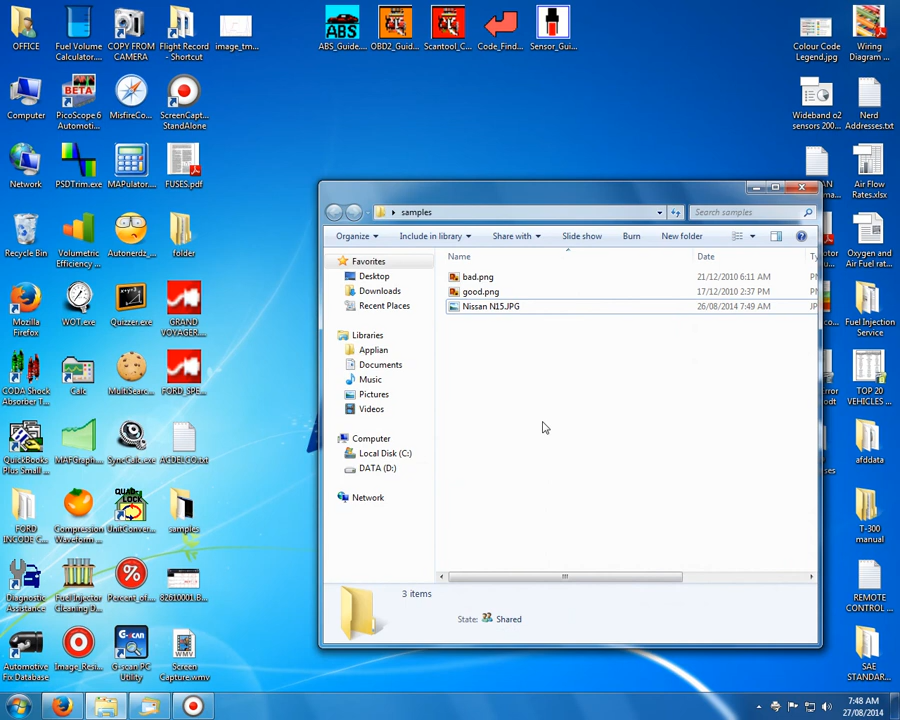 OFFICE
Fuel Volume
Calculator....
COPY FROM
CAMERA
Flight Record
- Shortcut
image_tm...
ABS_Guide....
OBD2_Guid...
Scantool_C...
Code_Find...
Sensor_Gui...
Colour Code
Legend.jpg
Wiring
Diagram ...
Computer
BETA
PicoScope 6
Automoti...
MisfireCo...
ScreenCapt...
StandAlone
Wideband o2
sensors 200...
Nerd
Addresses.txt
Network
PSDTrim.exe
MAPulator....
FUSES.pdf
Air Flow
Rates.xlsx
Recycle Bin
Volumetric
Efficiency ...
Autonerdz_...
folder
Oxygen and
Air Fuel rat...
Mozilla
Firefox
WOT.exe
Quizzer.exe
GRAND
VOYAGER...
Fuel Injection
Service
CODA Shock
Absorber T...
Calc
MultiSearc...
FORD SPE...
TOP 20
VEHICLES ...
QuickBooks
Plus Small ...
MAFGraph...
SyncCalc.exe
ACDELCO.txt
afddata
FORD
INCODE C...
Compression
Waveform ...
QUAD
LOCK
UnitConver...
samples
T-300
manual
Diagnostic
Assistance
Fuel Injector
Cleaning D...
Percent_of...
82610001.B...
REMOTE
CONTROL ...
Automotive
Fix Database
Image_Resi...
G-SCAN
G-scan PC
Utility
Screen
Capture.wmv
SAE
STANDAR...
samples
Search samples
Organize
Include in library
Share with
Slide show
Burn
New folder
Favorites
Desktop
Downloads
Recent Places
Libraries
Applian
Documents
Music
Pictures
Videos
Computer
Local Disk (C:)
DATA (D:)
Network
Name
Date
bad.png
21/12/2010 6:11 AM
good.png
17/12/2010 2:37 PM
Nissan N15.JPG
26/08/2014 7:49 AM
3 items
State:
Shared
7:48 AM
27/08/2014